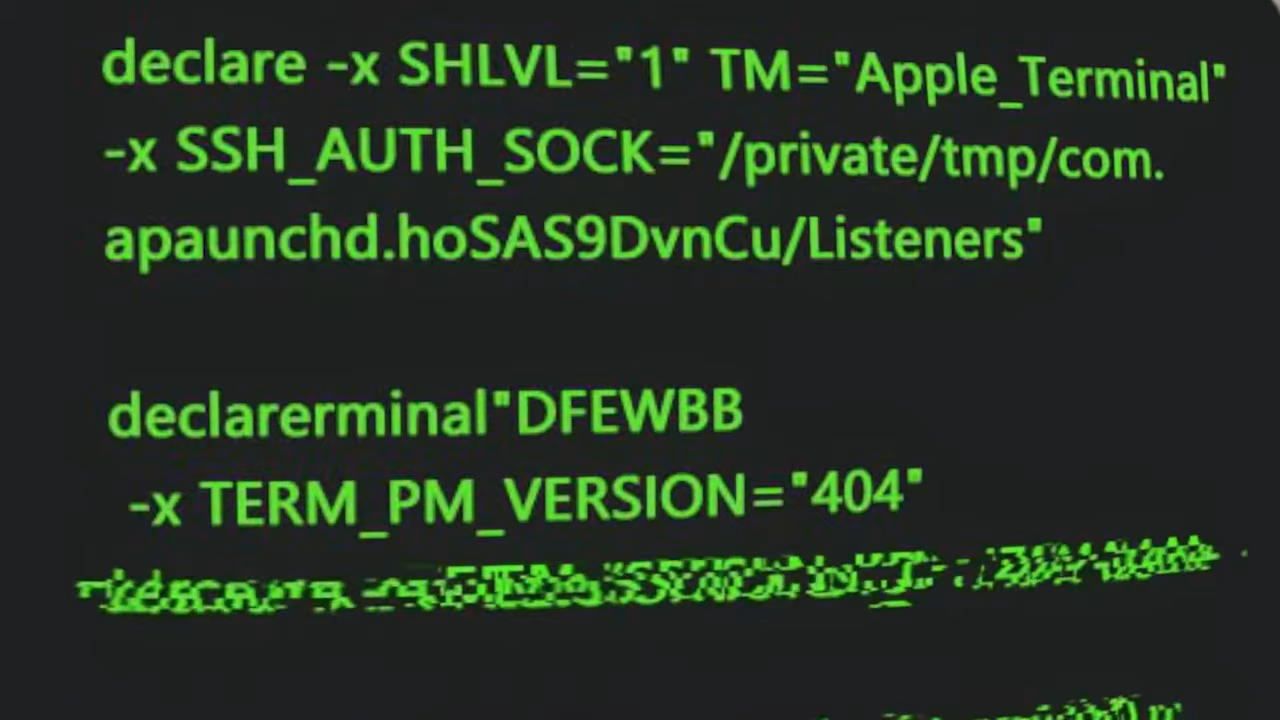 declare -x SHLVL="1" TM="Apple_Terminal"
-x SSH_AUTH_SOCK="/private/tmp/com.
apaunchd.hoSAS9DvnCu/Listeners"
declarerminal"DFEWBB
-x TERM_PM_VERSION="404"